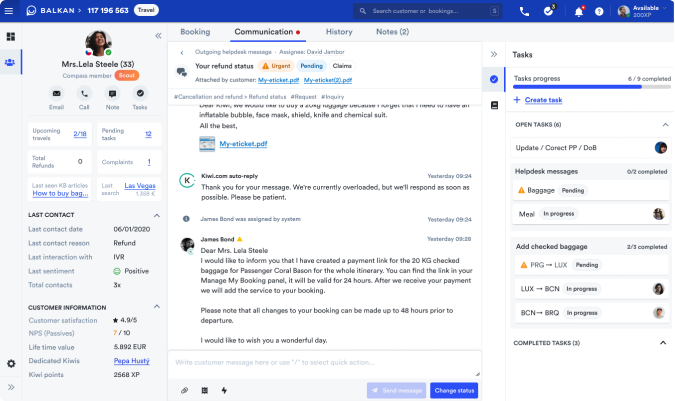 BALKAN > 117 196 563 Travel
Search customer or bookings... S
3
Available
200XP
Mrs.Lela Steele (33)
Compass member Scout
Email Call Note Tasks
Upcoming travels 2/18
Pending tasks 12
Total Refunds 0
Complaints 1
Last seen KB articles
How to buy bag...
Last search Las Vegas
1,358 €
LAST CONTACT
Last contact date 06/01/2020
Last contact reason Refund
Last interaction with IVR
Last sentiment Positive
Total contacts 3x
CUSTOMER INFORMATION
Customer satisfaction ★ 4.9/5
NPS (Passives) 7 / 10
Life time value 5.892 EUR
Dedicated Kiwis Pepa Hustý
Kiwi points 2568 XP
Booking Communication History Notes (2)
Outgoing helpdesk message · Assignee: David Jambor
Your refund status Urgent Pending Claims
Attached by customer: My-eticket.pdf My-eticket(2).pdf
#Cancellation and refund > Refund status #Request #Inquiry
Dear Kiwi, we would like to buy a 20kg luggage because I forgot that I need to have an
inflatable bubble, face mask, shield, knife and chemical suit.
All the best,
My-eticket.pdf
Kiwi.com auto-reply Yesterday 09:24
Thank you for your message. We're currently overloaded, but we'll respond as soon as
possible. Please be patient.
James Bond was assigned by system Yesterday 09:24
James Bond Yesterday 09:28
Dear Mrs. Lela Steele
I would like to inform you that I have created a payment link for the 20 KG checked
baggage for Passenger Coral Bason for the whole itinerary. You can find the link in your
Manage My Booking panel, it will be valid for 24 hours. After we receive your payment
we will add the service to your booking.
Please note that all changes to your booking can be made up to 48 hours prior to
departure.
I would like to wish you a wonderful day.
Write customer message here or use "/" to select quick action...
Send message Change status
Tasks
Tasks progress 6 / 9 completed
Create task
OPEN TASKS (6)
Update / Corect PP / DoB
Helpdesk messages 0/2 completed
Baggage Pending
Meal In progress
Add checked baggage 2/3 completed
PRG → LUX Pending
LUX → BCN In progress
BCN → BRQ In progress
COMPLETED TASKS (3)